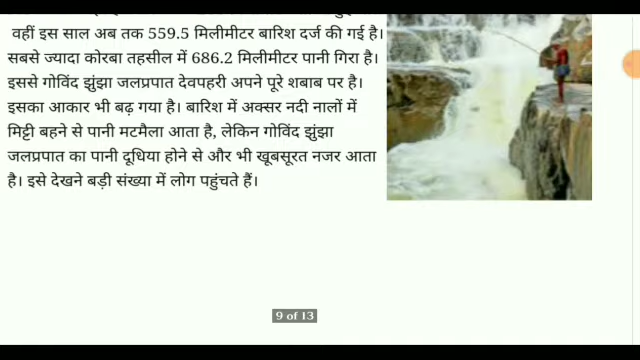 वहीं इस साल अब तक 559.5 मिलीमीटर बारिश दर्ज की गई है।
सबसे ज्यादा कोरबा तहसील में 686.2 मिलीमीटर पानी गिरा है।
इससे गोविंद झुंझा जलप्रपात देवपहरी अपने पूरे शबाब पर है।
इसका आकार भी बढ़ गया है। बारिश में अक्सर नदी नालों में
मिट्टी बहने से पानी मटमैला आता है, लेकिन गोविंद झुंझा
जलप्रपात का पानी दूधिया होने से और भी खूबसूरत नजर आता
है। इसे देखने बड़ी संख्या में लोग पहुंचते हैं।
9 of 13